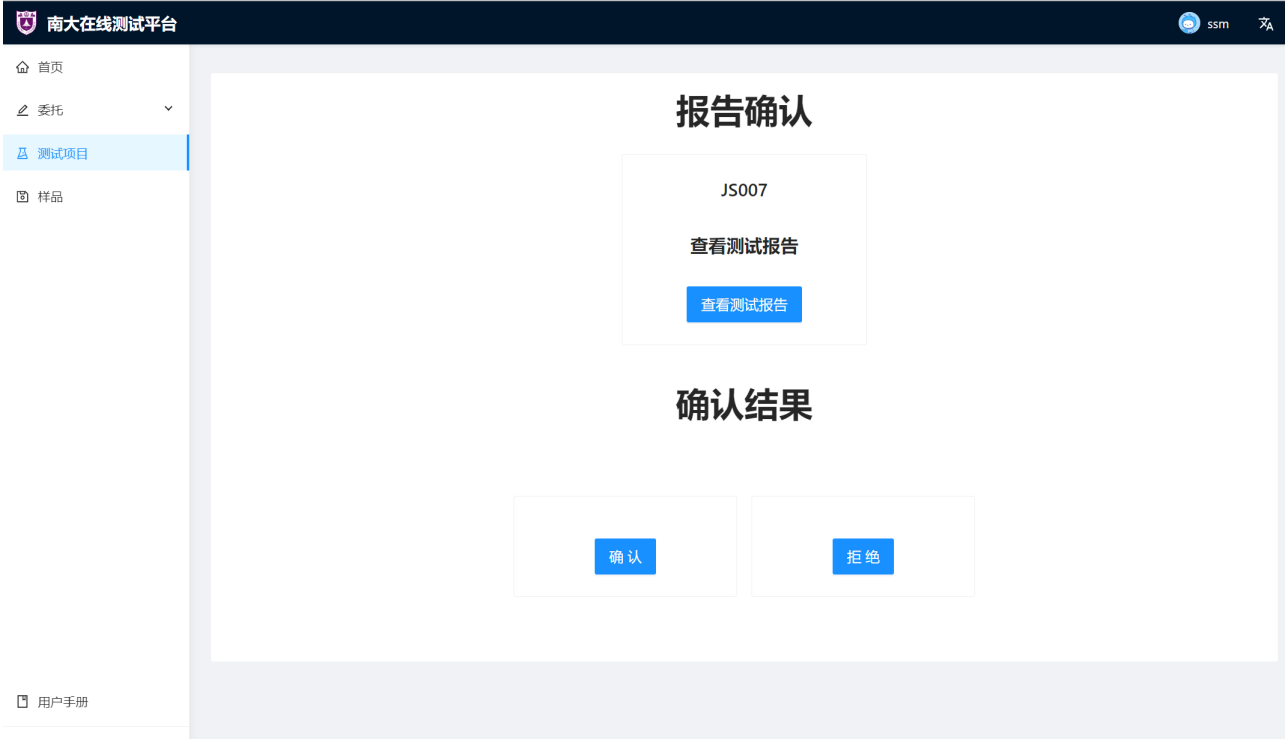 南大在线测试平台
ssm
首页
委托
测试项目
样品
报告确认
JS007
查看测试报告
查看测试报告
确认结果
确 认
拒 绝
用户手册